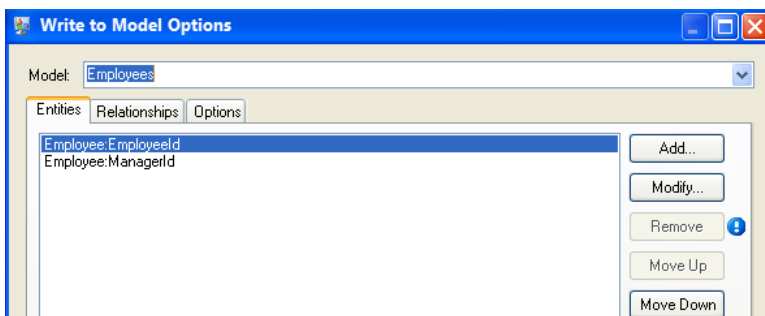 Write to Model Options
Model: Employees
Entities Relationships Options
Employee:EmployeeId
Employee:ManagerId
Add...
Modify...
Remove
Move Up
Move Down